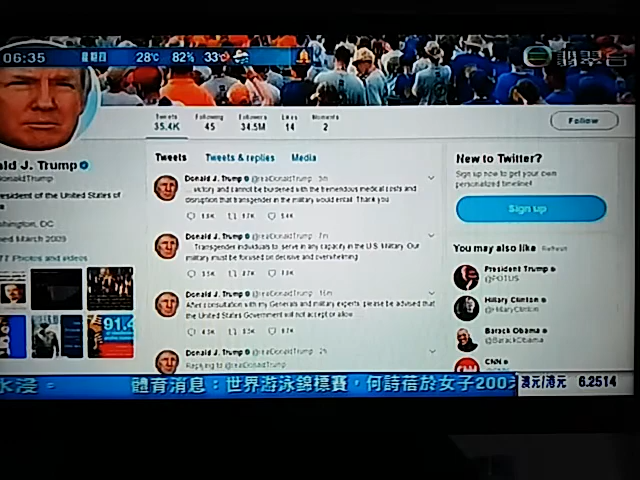 06:35 星期四 28℃ 82% 33℃ 翡翠台
Tweets Following Followers Likes Moments
35.4K 45 34.5M 14 2
Follow
ald J. Trump
Tweets Tweets & replies Media
Donald J. Trump @realDonaldTrump
... victory and cannot be burdened with the tremendous medical costs and
disruption that transgender in the military would entail. Thank you
Donald J. Trump @realDonaldTrump
Transgender individuals to serve in any capacity in the U.S. Military. Our
military must be focused on decisive and overwhelming
Donald J. Trump @realDonaldTrump
After consultation with my Generals and military experts, please be advised that
the United States Government will not accept or allow
Donald J. Trump @realDonaldTrump
Replying to @realDonaldTrump
resident of the United States of
shington, DC
ed March 2009
Photos and videos
91.4
New to Twitter?
Sign up now to get your own
personalized timeline!
Sign up
You may also like Refresh
President Trump
@POTUS
Hillary Clinton
@HillaryClinton
Barack Obama
@BarackObama
CNN
水浸
體育消息：世界游泳錦標賽，何詩蓓於女子200
澳元/港元 6.2514